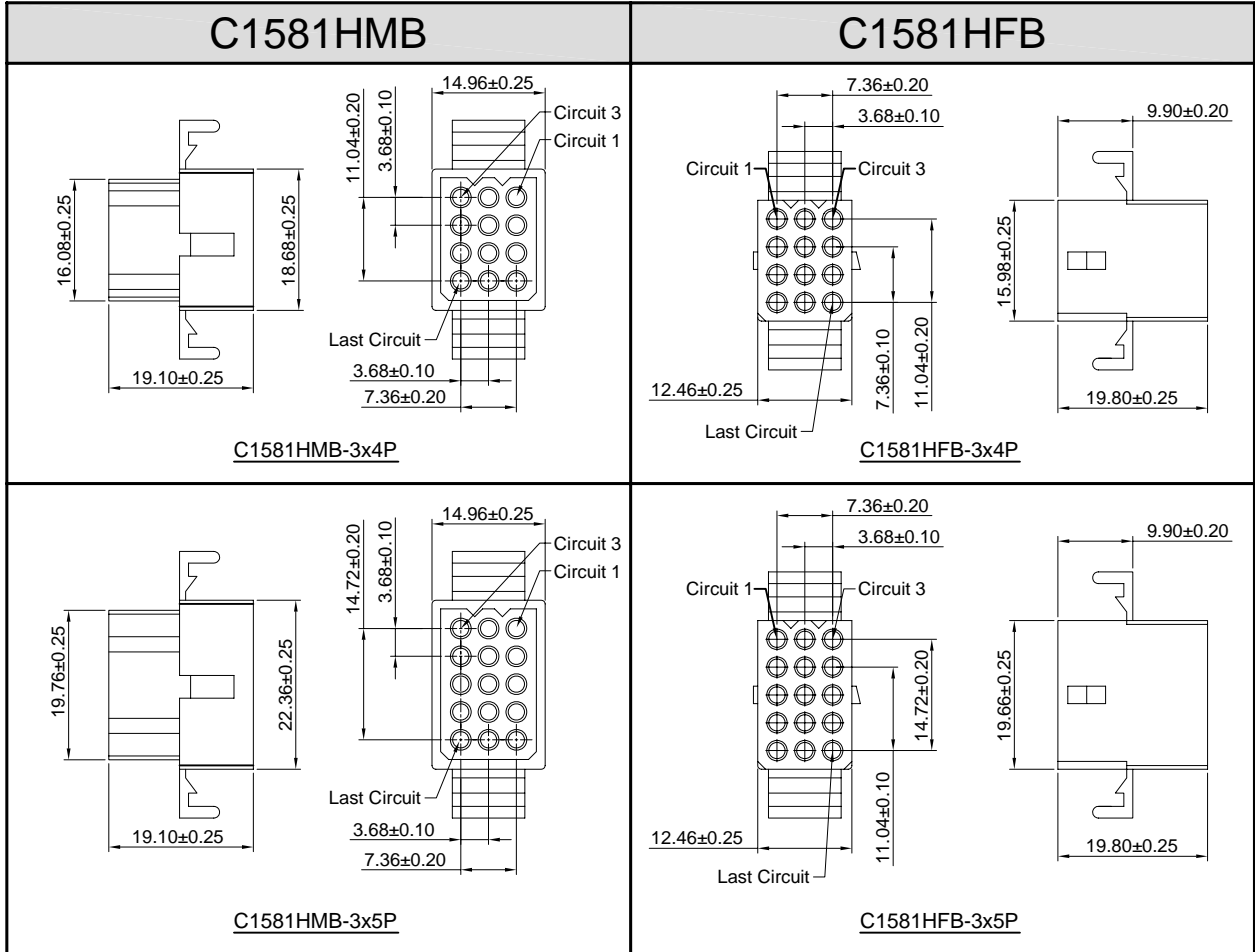 C1581HMB
C1581HFB
14.96±0.25
Circuit 3
Circuit 1
11.04±0.20
3.68±0.10
16.08±0.25
18.68±0.25
Last Circuit
3.68±0.10
7.36±0.20
19.10±0.25
C1581HMB-3x4P
7.36±0.20
3.68±0.10
9.90±0.20
Circuit 1
Circuit 3
15.98±0.25
7.36±0.10
11.04±0.20
12.46±0.25
Last Circuit
19.80±0.25
C1581HFB-3x4P
14.96±0.25
Circuit 3
Circuit 1
14.72±0.20
3.68±0.10
19.76±0.25
22.36±0.25
Last Circuit
3.68±0.10
7.36±0.20
19.10±0.25
C1581HMB-3x5P
7.36±0.20
3.68±0.10
9.90±0.20
Circuit 1
Circuit 3
14.72±0.20
19.66±0.25
11.04±0.10
12.46±0.25
Last Circuit
19.80±0.25
C1581HFB-3x5P